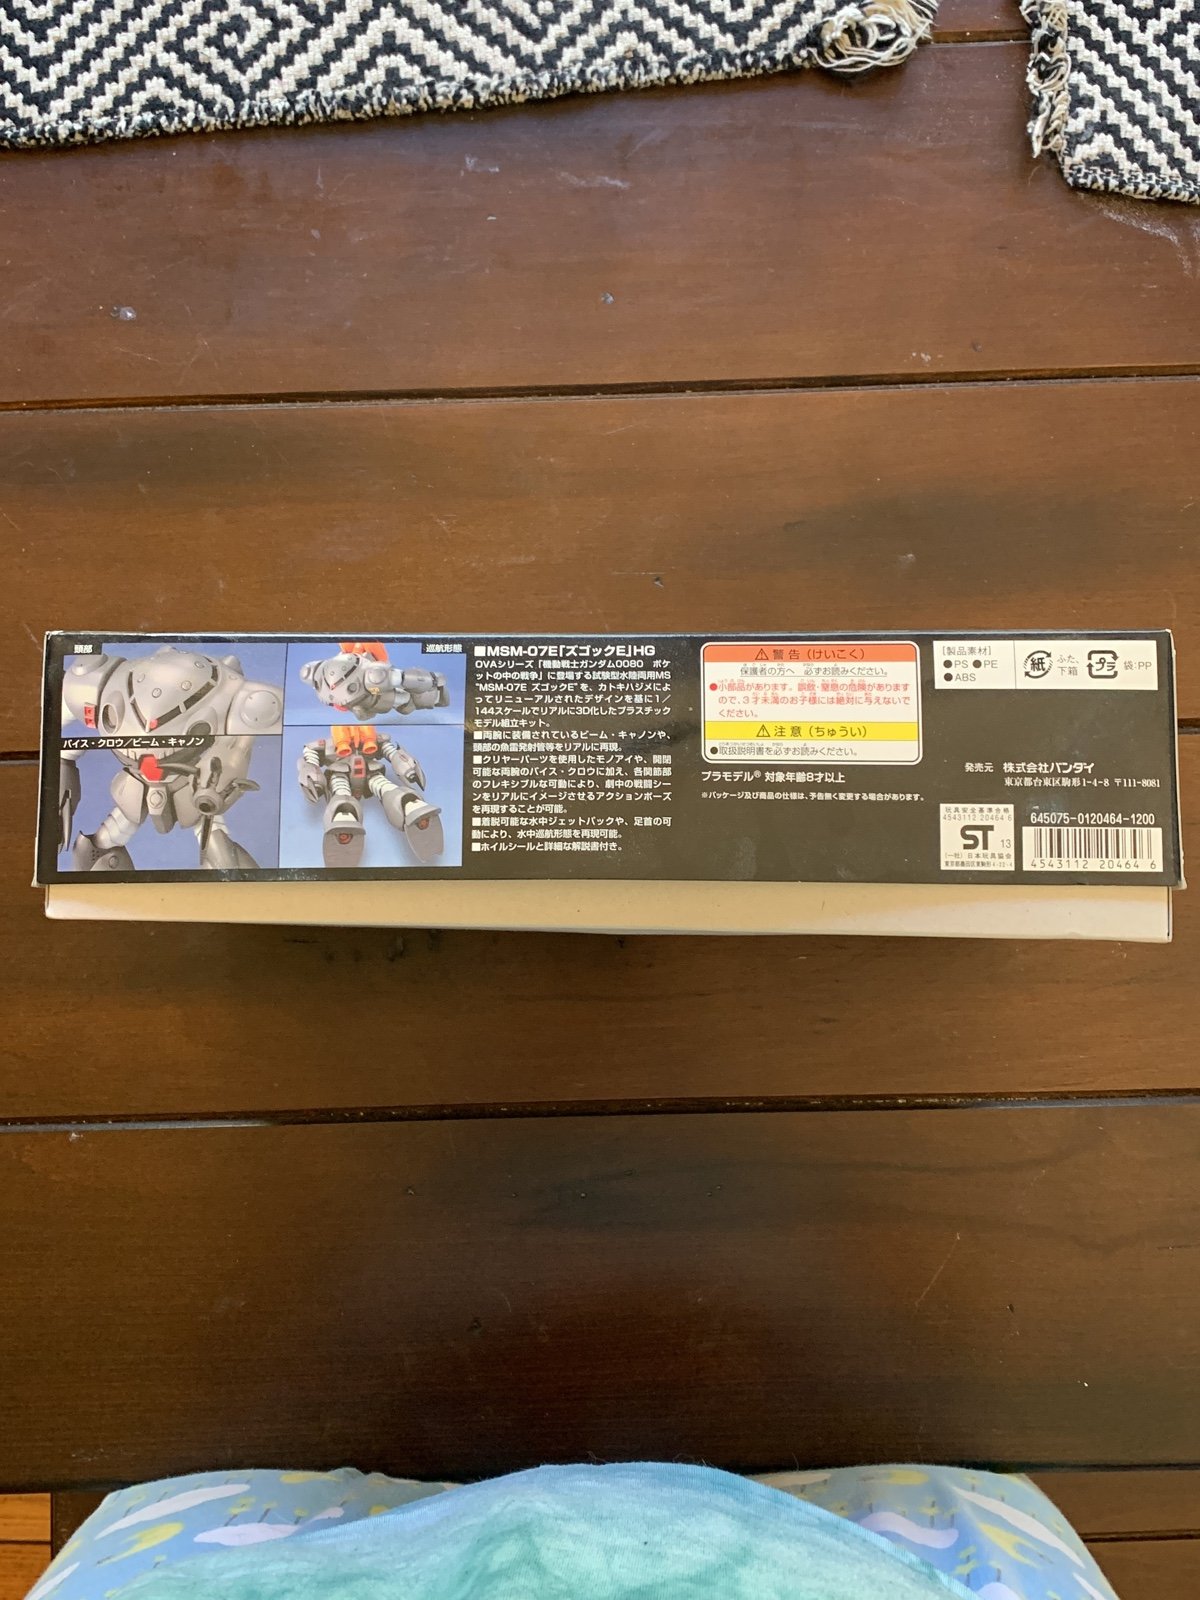 頭部
巡航形態
バイス・クロウ/ビーム・キャノン
■MSM-07E「ズゴックE」HG
OVAシリーズ「機動戦士ガンダム0080 ポケ
ットの中の戦争」に登場する試験型水陸両用MS
"MSM-07E ズゴックE"を、カトキハジメによ
ってリニューアルされたデザインを基に1/
144スケールでリアルに3D化したプラスチック
モデル組立キット。
■両腕に装備されているビーム・キャノンや、
頭部の魚雷発射管等をリアルに再現。
■クリヤーパーツを使用したモノアイや、開閉
可能な両腕のバイス・クロウに加え、各関節部
のフレキシブルな可動により、劇中の戦闘シー
ンをリアルにイメージさせるアクションポーズ
を再現することが可能。
■着脱可能な水中ジェットパックや、足首の可
動により、水中巡航形態を再現可能。
■ホイルシールと詳細な解説書付き。
警告(けいこく)
保護者の方へ 必ずお読みください。
●小部品があります。誤飲・窒息の危険があります
ので、3才未満のお子様には絶対に与えないで
ください。
注意(ちゅうい)
●取扱説明書を必ずお読みください。
プラモデル® 対象年齢8才以上
※パッケージ及び商品の仕様は、予告無く変更する場合があります。
[製品素材]
●PS ●PE
●ABS
紙 ふた、下箱
プラ 袋:PP
発売元 株式会社バンダイ
東京都台東区駒形1-4-8 〒111-8081
玩具安全基準合格
4543112 20464 6
ST 13
(一社)日本玩具協会
東京都墨田区東駒形4-22-4
645075-0120464-1200
4543112 204646